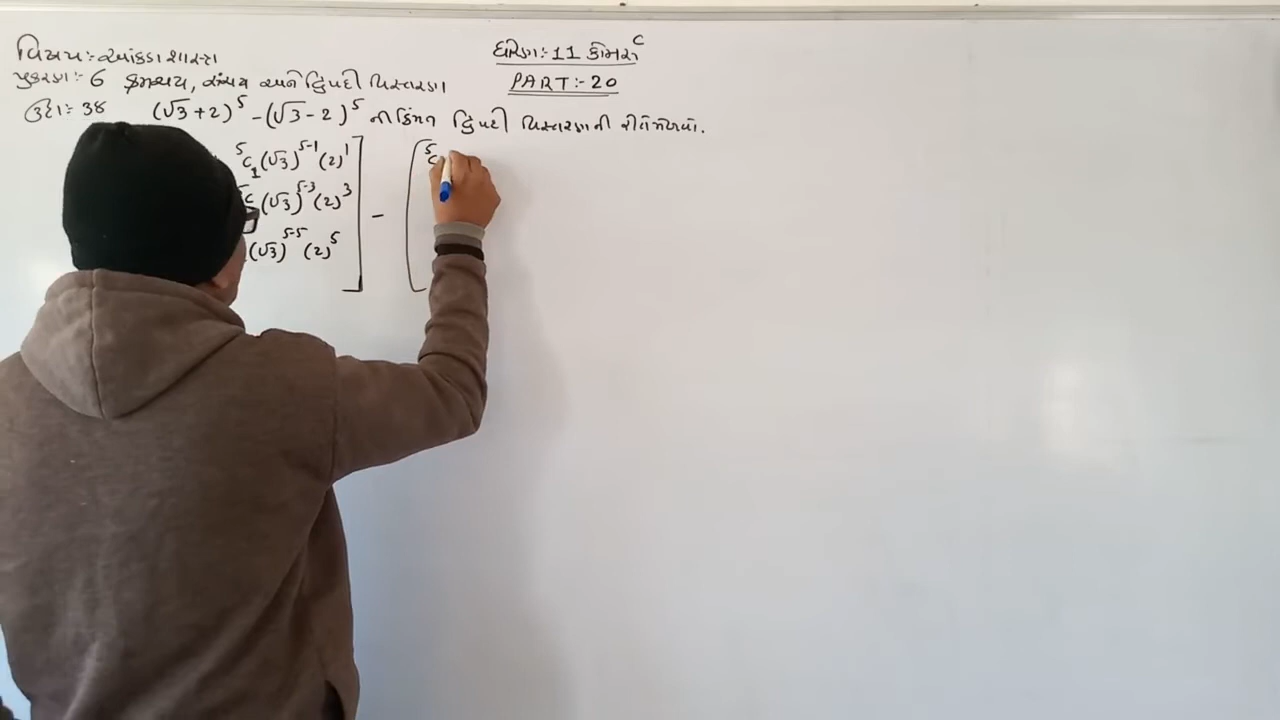 વિષય:- આંકડા શાસ્ત્ર
ધોરણ:- 11 કોમર્સ C
પ્રકરણ:- 6 ક્રમચય, સંચય અને દ્વિપદી વિસ્તરણ
PART:- 20
ઉદા:- 38 (√3+2)⁵ - (√3-2)⁵ ની કિંમત દ્વિપદી વિસ્તરણની રીતે મેળવો.
⁵C₁(√3)⁵⁻¹(2)¹ ] - [ ⁵C
C (√3)⁵⁻³(2)³
(√3)⁵⁻⁵ (2)⁵